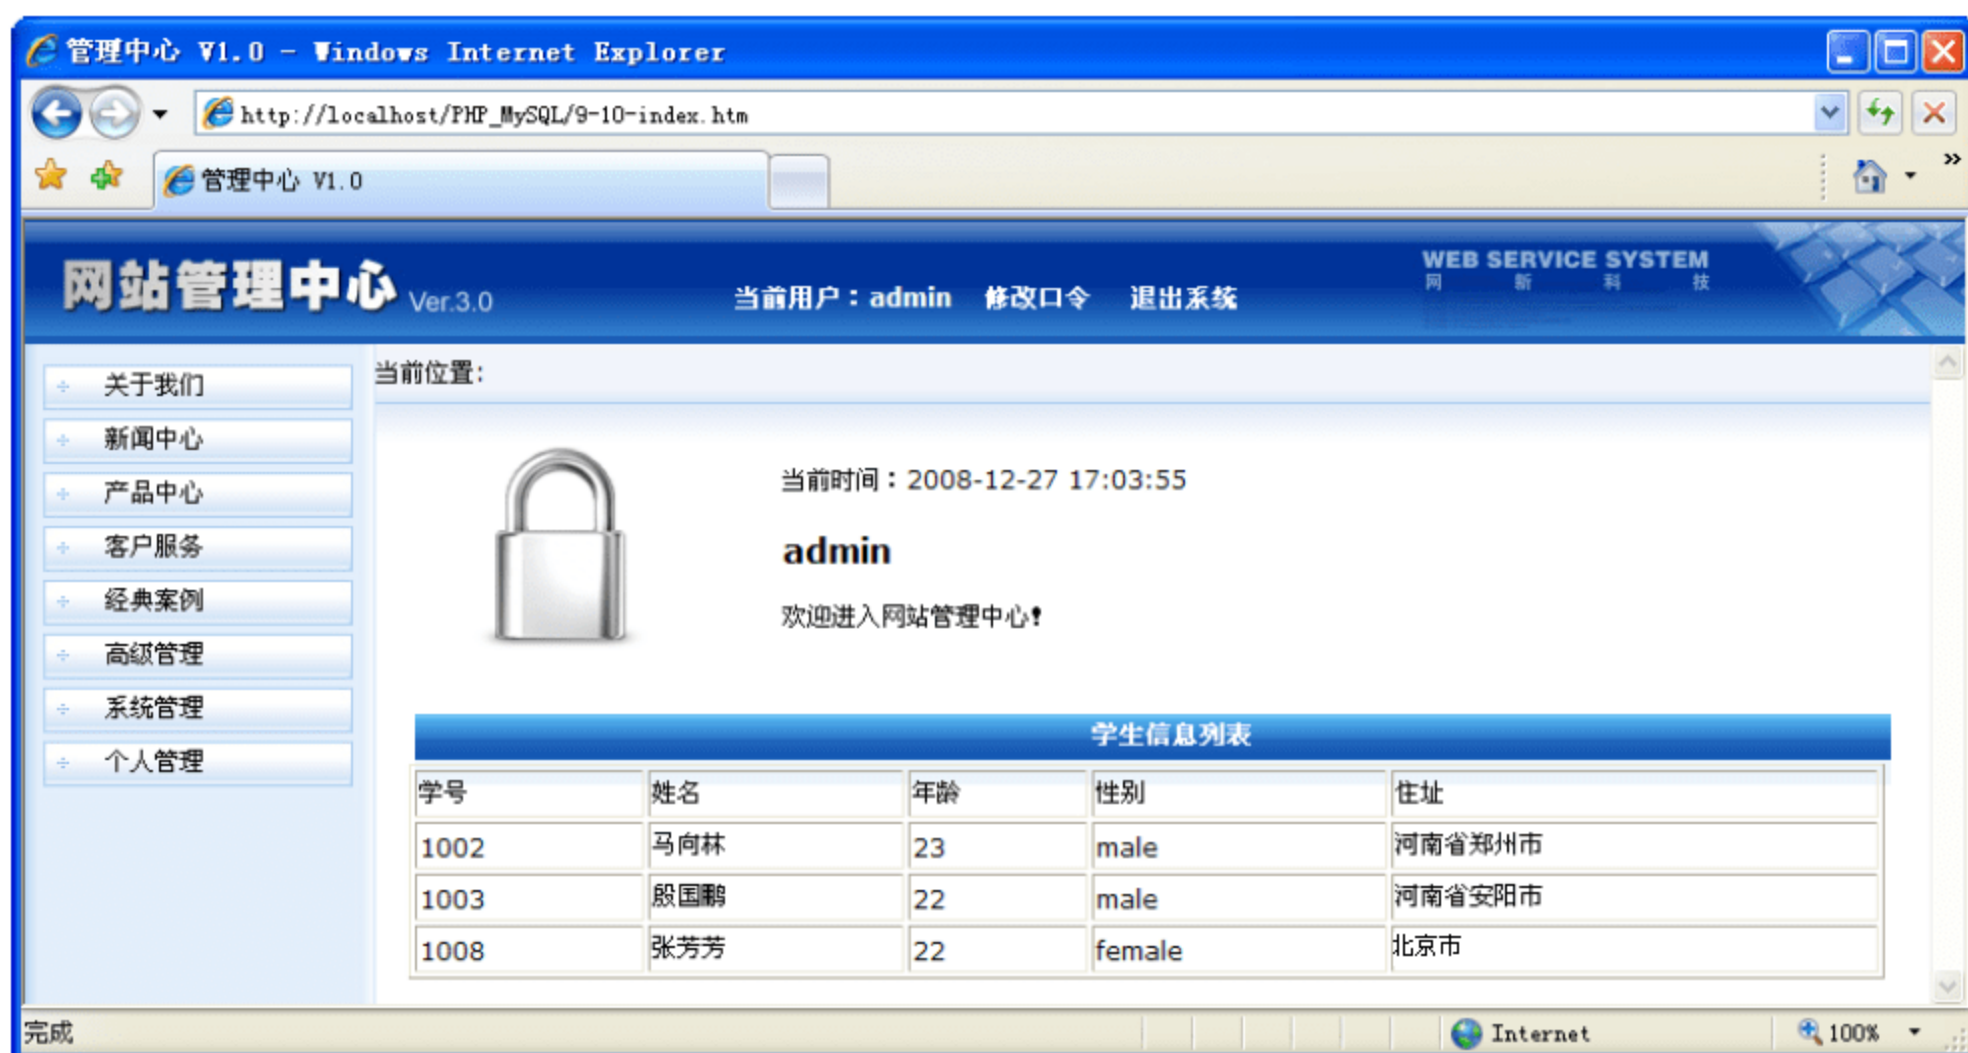 管理中心 V1.0 - Windows Internet Explorer
http://localhost/PHP_MySQL/9-10-index.htm
管理中心 V1.0
网站管理中心 Ver.3.0
当前用户：admin 修改口令 退出系统
WEB SERVICE SYSTEM
网 新 科 技
关于我们
新闻中心
产品中心
客户服务
经典案例
高级管理
系统管理
个人管理
当前位置:
当前时间：2008-12-27 17:03:55
admin
欢迎进入网站管理中心!
学生信息列表
学号 姓名 年龄 性别 住址
1002 马向林 23 male 河南省郑州市
1003 殷国鹏 22 male 河南省安阳市
1008 张芳芳 22 female 北京市
完成 Internet 100%